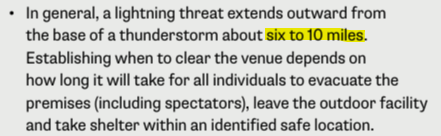 • In general, a lightning threat extends outward from
the base of a thunderstorm about six to 10 miles.
Establishing when to clear the venue depends on
how long it will take for all individuals to evacuate the
premises (including spectators), leave the outdoor facility
and take shelter within an identified safe location.